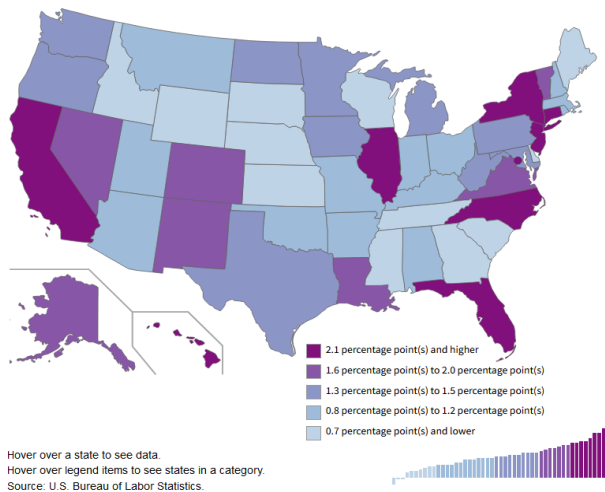 2.1 percentage point(s) and higher
1.6 percentage point(s) to 2.0 percentage point(s)
1.3 percentage point(s) to 1.5 percentage point(s)
0.8 percentage point(s) to 1.2 percentage point(s)
0.7 percentage point(s) and lower
Hover over a state to see data.
Hover over legend items to see states in a category.
Source: U.S. Bureau of Labor Statistics.